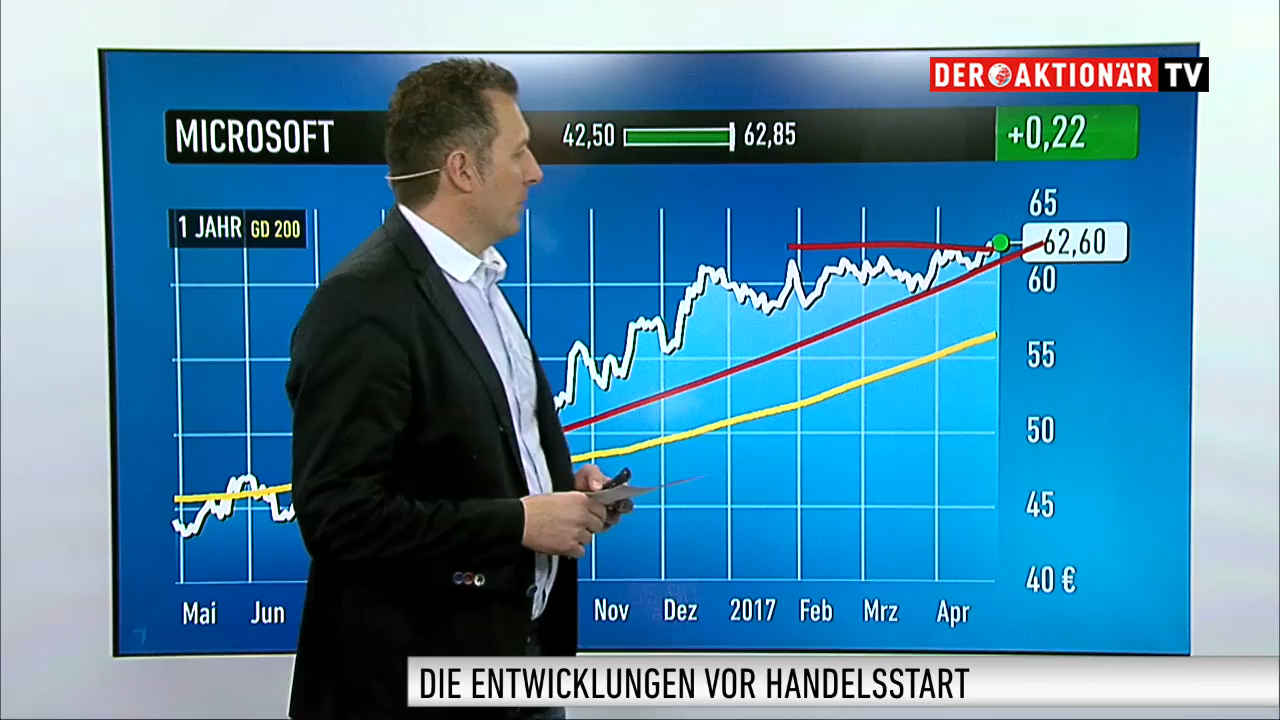 DER AKTIONÄR TV
MICROSOFT
42,50
62,85
+0,22
1 JAHR GD 200
65
62,60
60
55
50
45
40 €
Mai Jun Nov Dez 2017 Feb Mrz Apr
DIE ENTWICKLUNGEN VOR HANDELSSTART